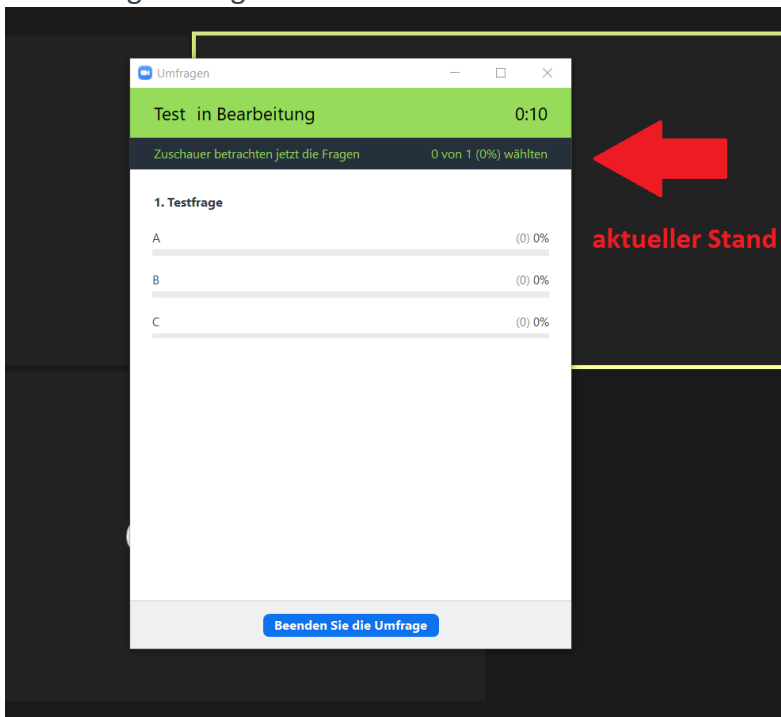 Umfragen
Test in Bearbeitung 0:10
Zuschauer betrachten jetzt die Fragen 0 von 1 (0%) wählten
aktueller Stand
1. Testfrage
A (0) 0%
B (0) 0%
C (0) 0%
Beenden Sie die Umfrage